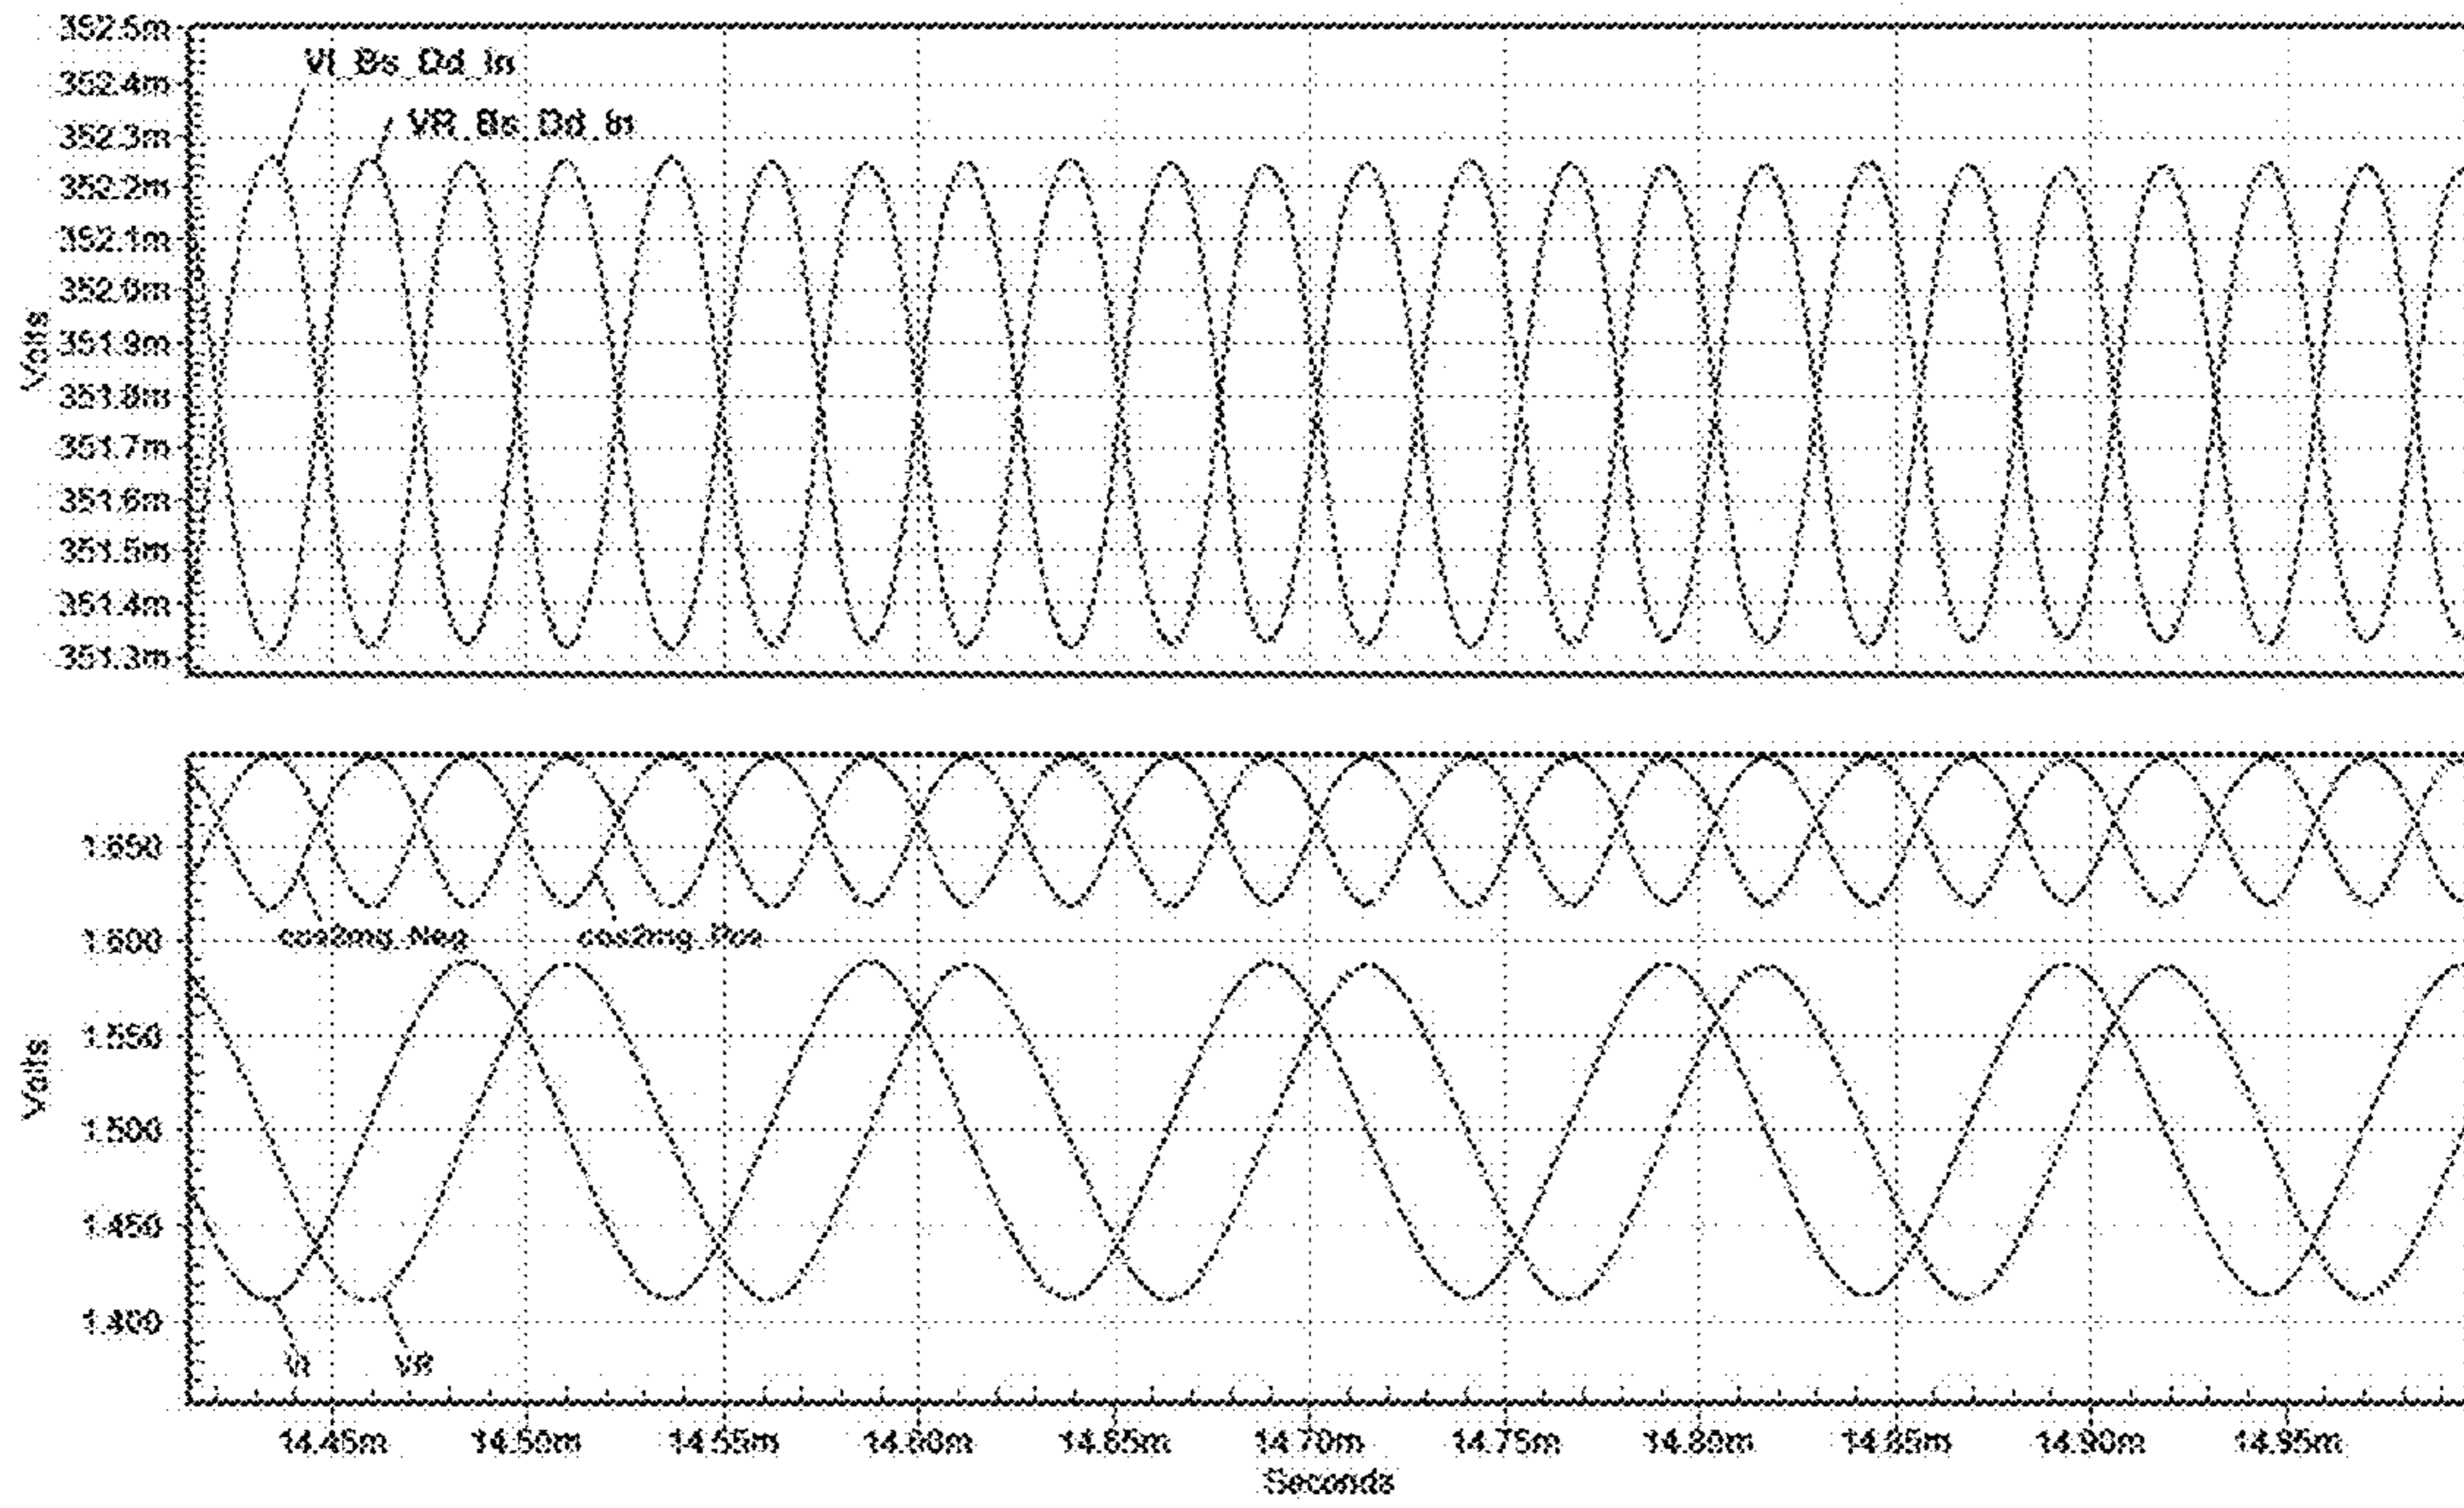 352.5m
352.4m
352.3m
352.2m
352.1m
352.0m
351.9m
351.8m
351.7m
351.6m
351.5m
351.4m
351.3m
Volts
VI_Bs_Dd_In
VR_Bs_Dd_In
1.650
1.600
1.550
1.500
1.450
1.400
Volts
cos2mg_Neg
cos2mg_Pos
VI
VR
14.45m
14.50m
14.55m
14.60m
14.65m
14.70m
14.75m
14.80m
14.85m
14.90m
14.95m
Seconds